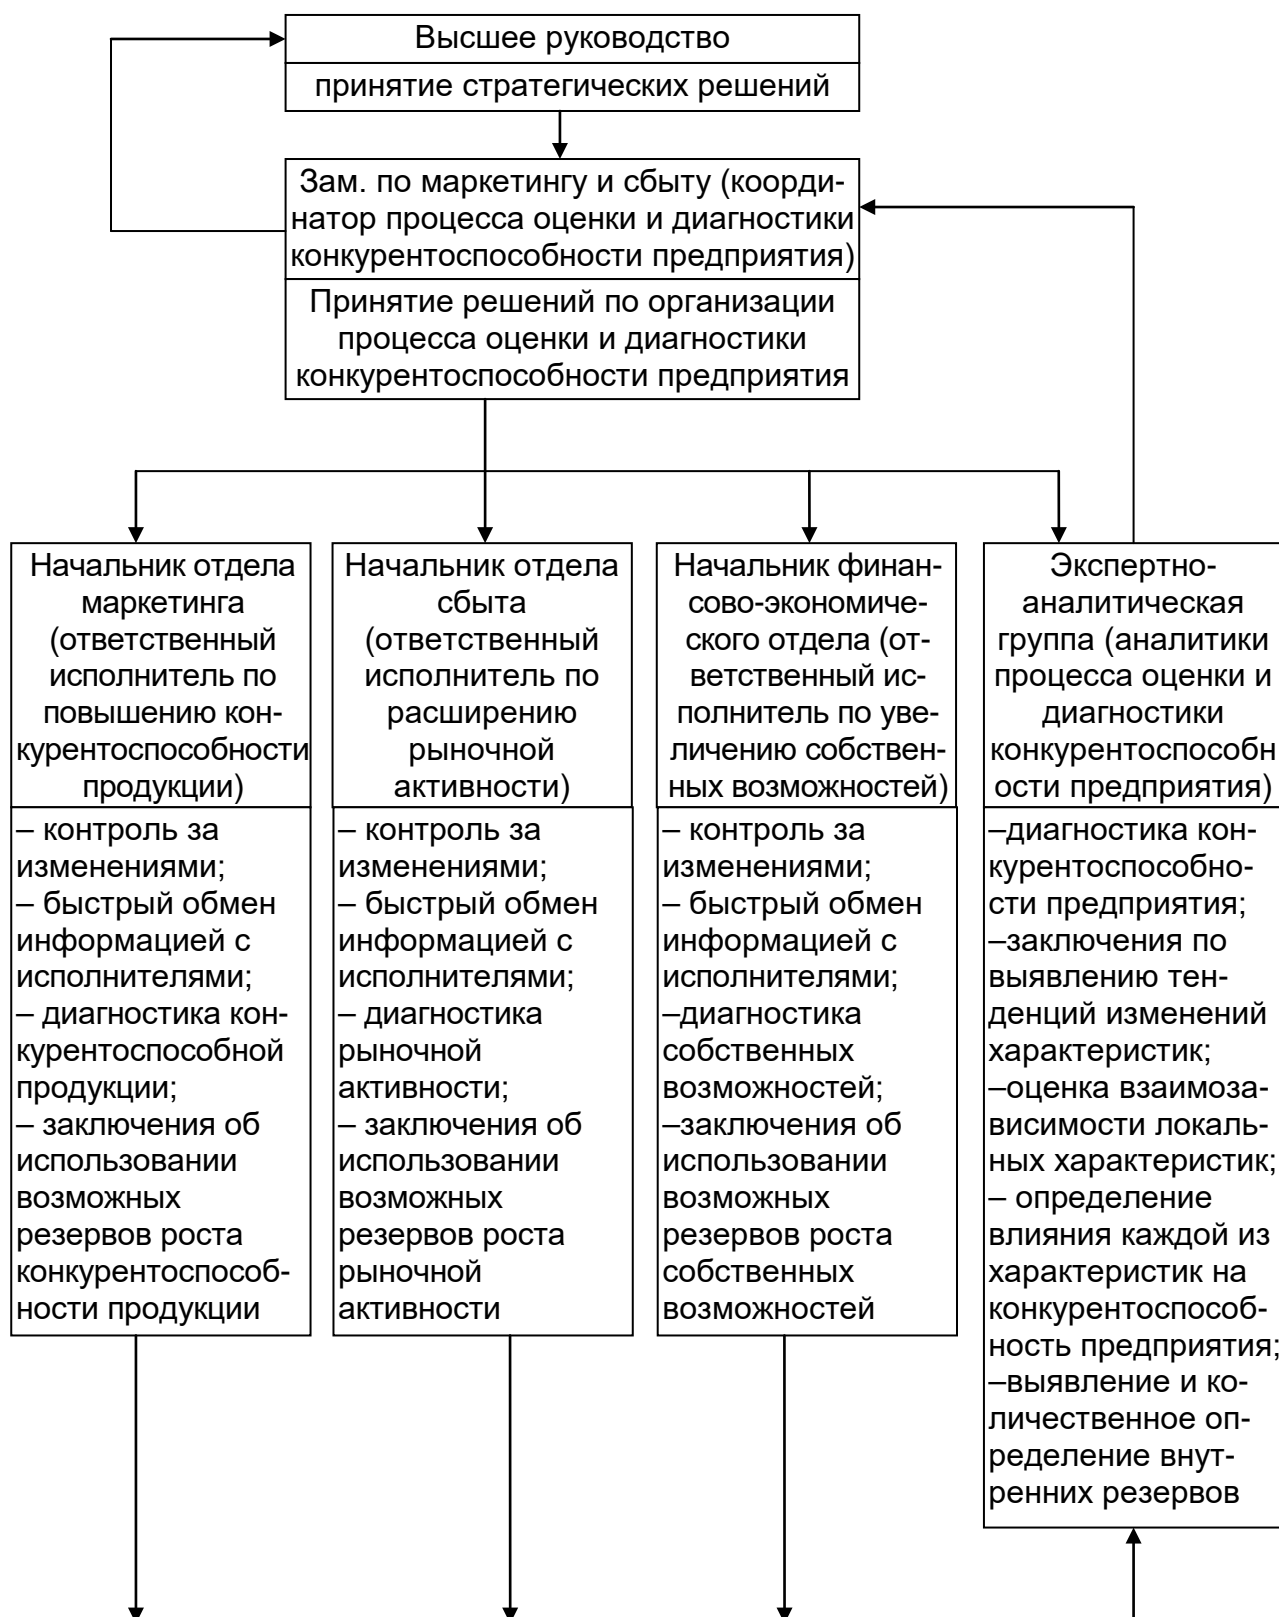 Высшее руководство
принятие стратегических решений
Зам. по маркетингу и сбыту (коорди-
натор процесса оценки и диагностики
конкурентоспособности предприятия)
Принятие решений по организации
процесса оценки и диагностики
конкурентоспособности предприятия
Начальник отдела
маркетинга
(ответственный
исполнитель по
повышению кон-
курентоспособности
продукции)
– контроль за
изменениями;
– быстрый обмен
информацией с
исполнителями;
– диагностика кон-
курентоспособной
продукции;
– заключения об
использовании
возможных
резервов роста
конкурентоспособ-
ности продукции
Начальник отдела
сбыта
(ответственный
исполнитель по
расширению
рыночной
активности)
– контроль за
изменениями;
– быстрый обмен
информацией с
исполнителями;
– диагностика
рыночной
активности;
– заключения об
использовании
возможных
резервов роста
рыночной
активности
Начальник финан-
сово-экономиче-
ского отдела (от-
ветственный ис-
полнитель по уве-
личению собствен-
ных возможностей)
– контроль за
изменениями;
– быстрый обмен
информацией с
исполнителями;
–диагностика
собственных
возможностей;
–заключения об
использовании
возможных
резервов роста
собственных
возможностей
Экспертно-
аналитическая
группа (аналитики
процесса оценки и
диагностики
конкурентоспособн
ости предприятия)
–диагностика кон-
курентоспособно-
сти предприятия;
–заключения по
выявлению тен-
денций изменений
характеристик;
–оценка взаимоза-
висимости локаль-
ных характеристик;
– определение
влияния каждой из
характеристик на
конкурентоспособ-
ность предприятия;
–выявление и ко-
личественное оп-
ределение внут-
ренних резервов